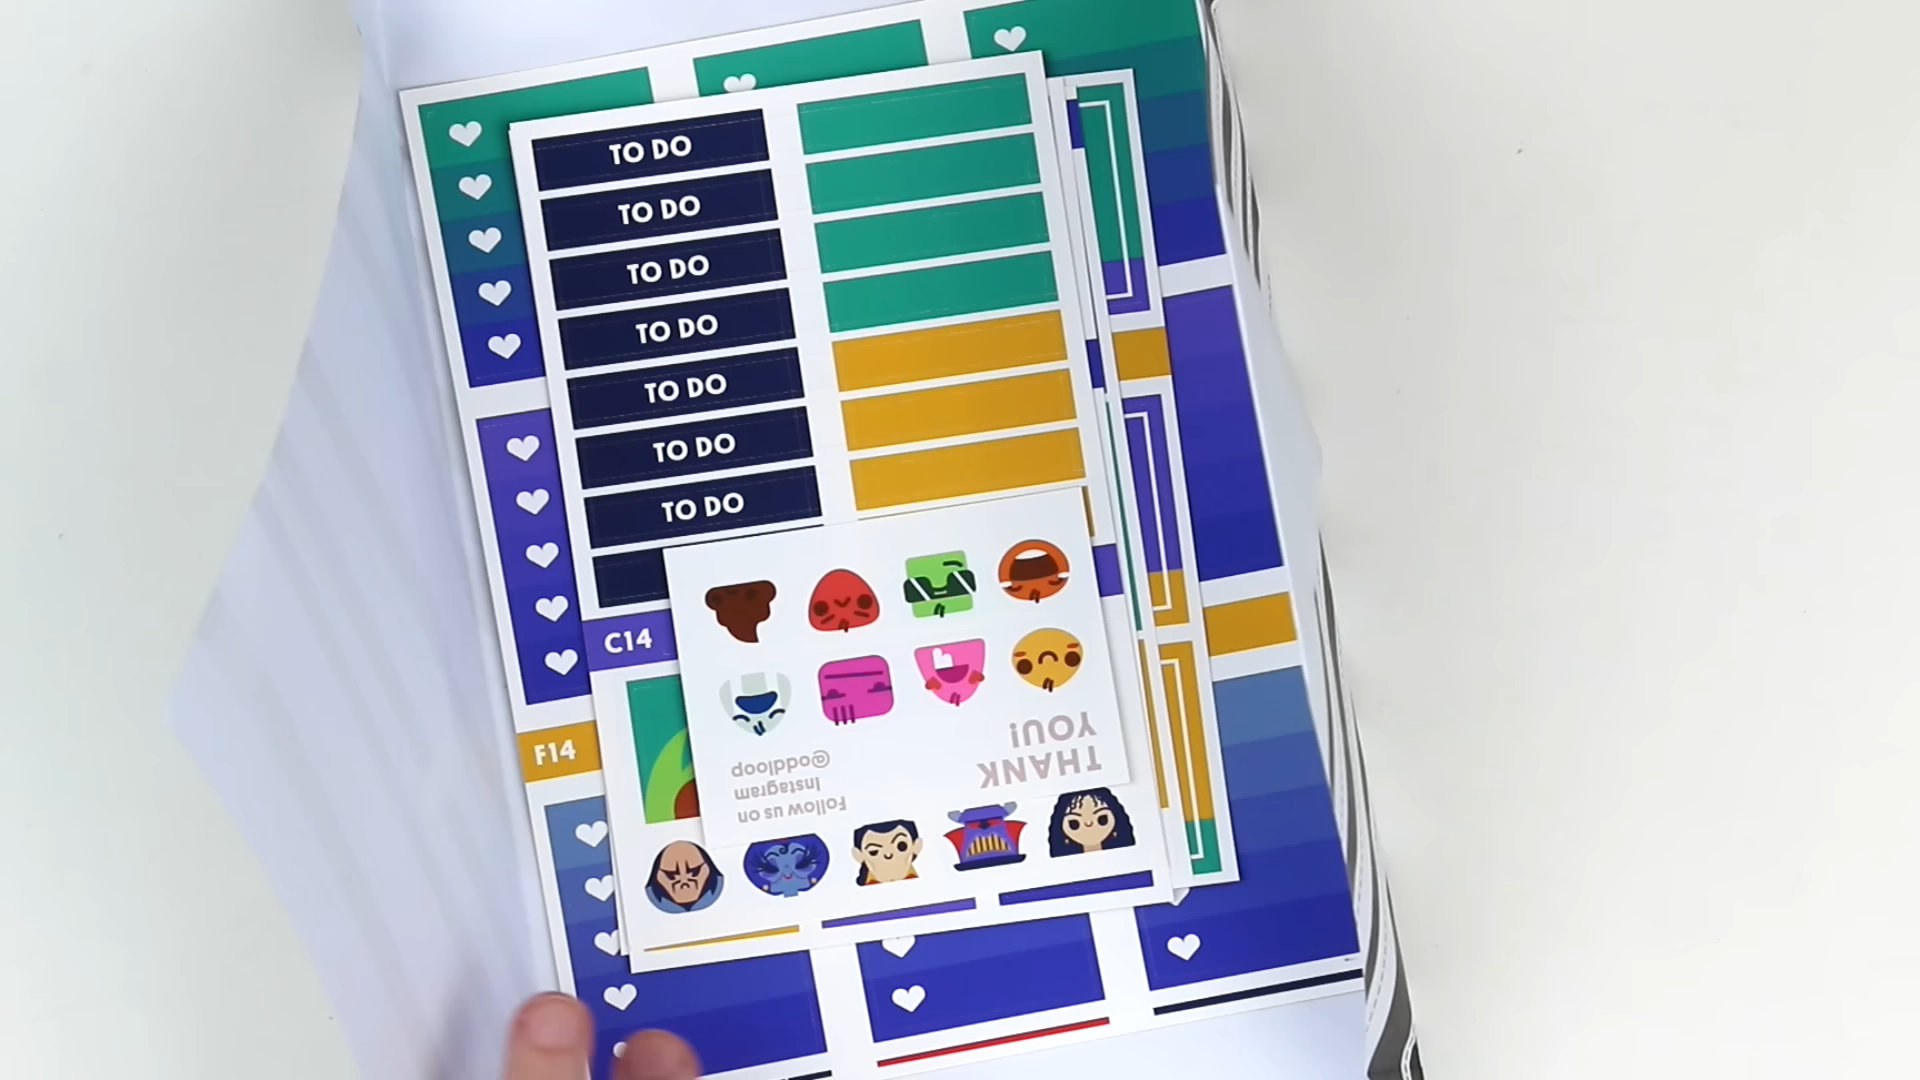 TO DO
TO DO
TO DO
TO DO
TO DO
TO DO
TO DO
C14
F14
THANK
YOU!
Follow us on
Instagram
@oddloop